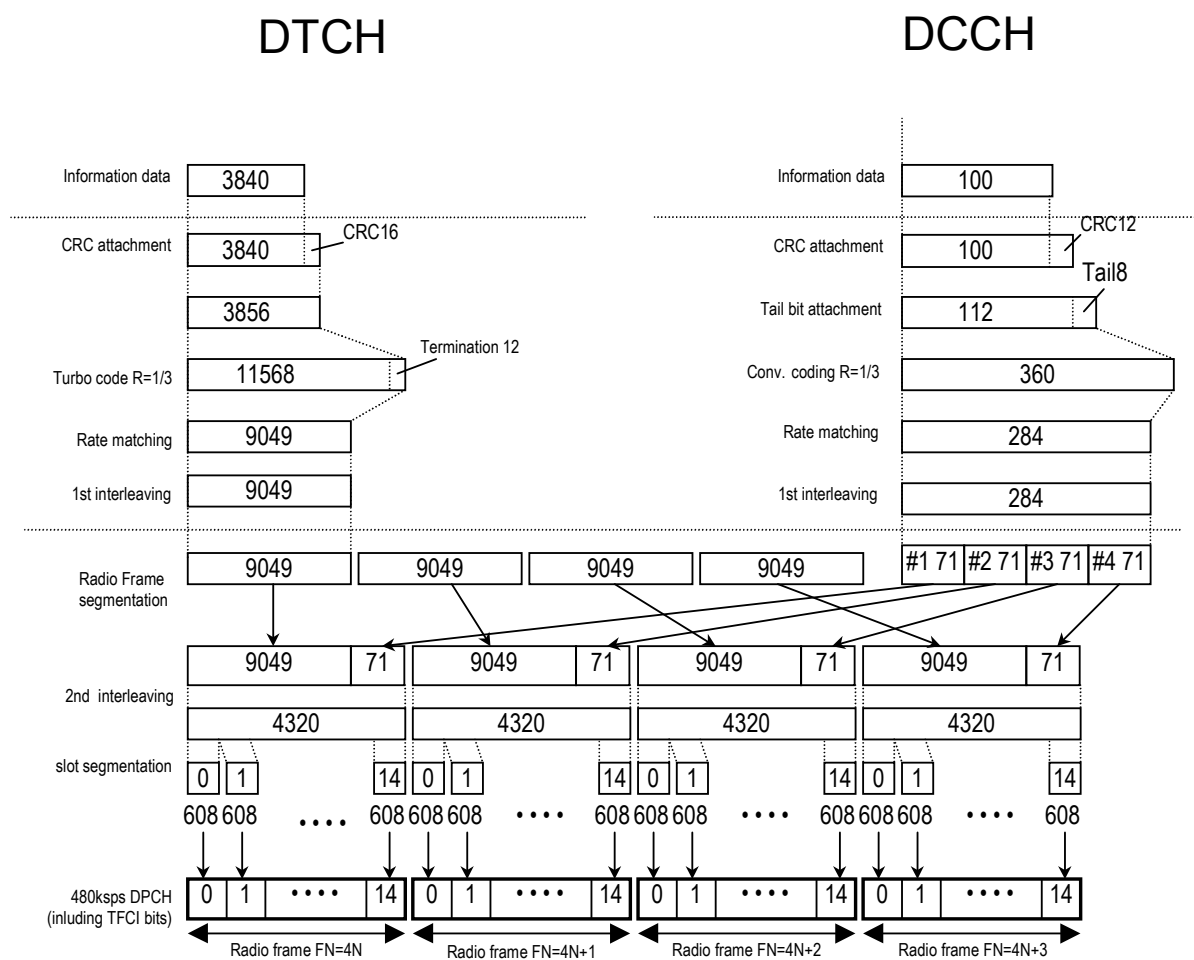 DTCH
DCCH
Information data 3840
Information data 100
CRC attachment 3840 CRC16
CRC attachment 100 CRC12
3856
Tail bit attachment 112 Tail8
Turbo code R=1/3 11568 Termination 12
Conv. coding R=1/3 360
Rate matching 9049
Rate matching 284
1st interleaving 9049
1st interleaving 284
Radio Frame
segmentation
9049 9049 9049 9049 #1 71 #2 71 #3 71 #4 71
9049 71 9049 71 9049 71 9049 71
2nd interleaving
4320 4320 4320 4320
slot segmentation
0 1 14 0 1 14 0 1 14 0 1 14
608 608 •••• 608 608 608 •••• 608 608 608 •••• 608 608 608 •••• 608
480ksps DPCH
(inluding TFCI bits)
0 1 •••• 14 0 1 •••• 14 0 1 •••• 14 0 1 •••• 14
Radio frame FN=4N Radio frame FN=4N+1 Radio frame FN=4N+2 Radio frame FN=4N+3